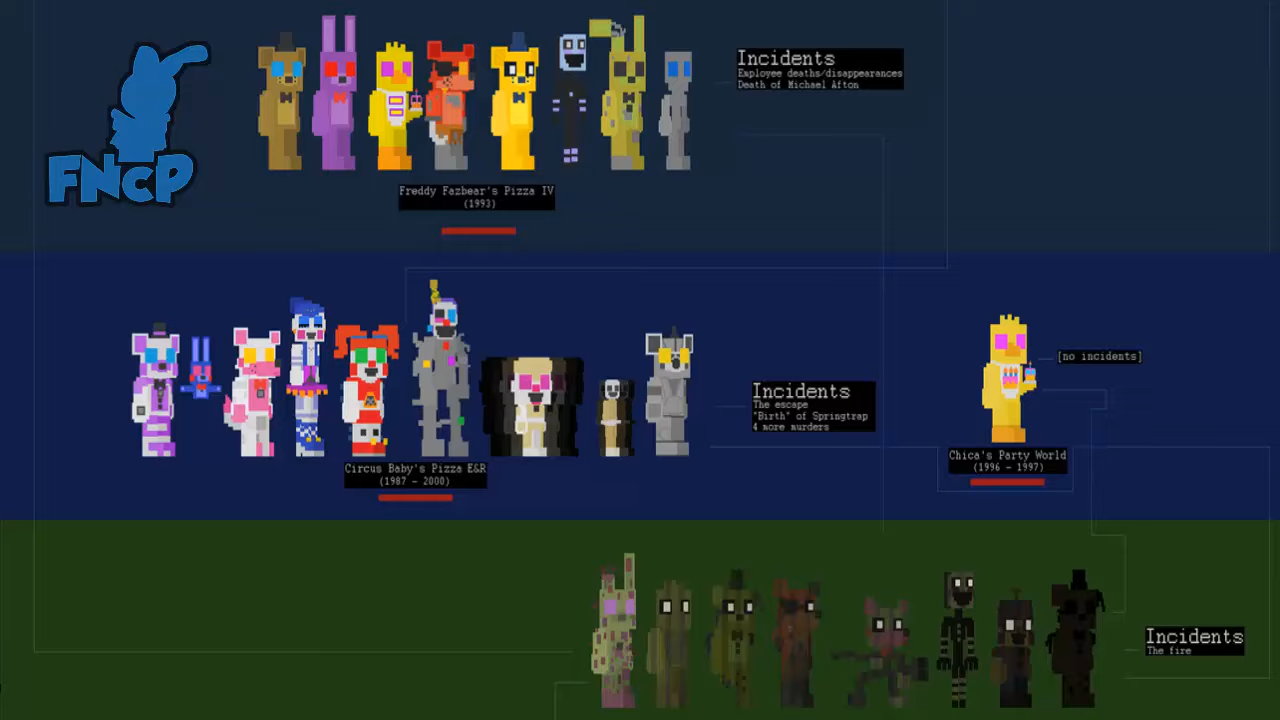 FNcP
Incidents
Employee deaths/disappearances
Death of Michael Afton
Freddy Fazbear's Pizza IV
(1993)
Incidents
The escape
"Birth" of Springtrap
4 more murders
[no incidents]
Circus Baby's Pizza E&R
(1987 - 2000)
Chica's Party World
(1996 - 1997)
Incidents
The fire